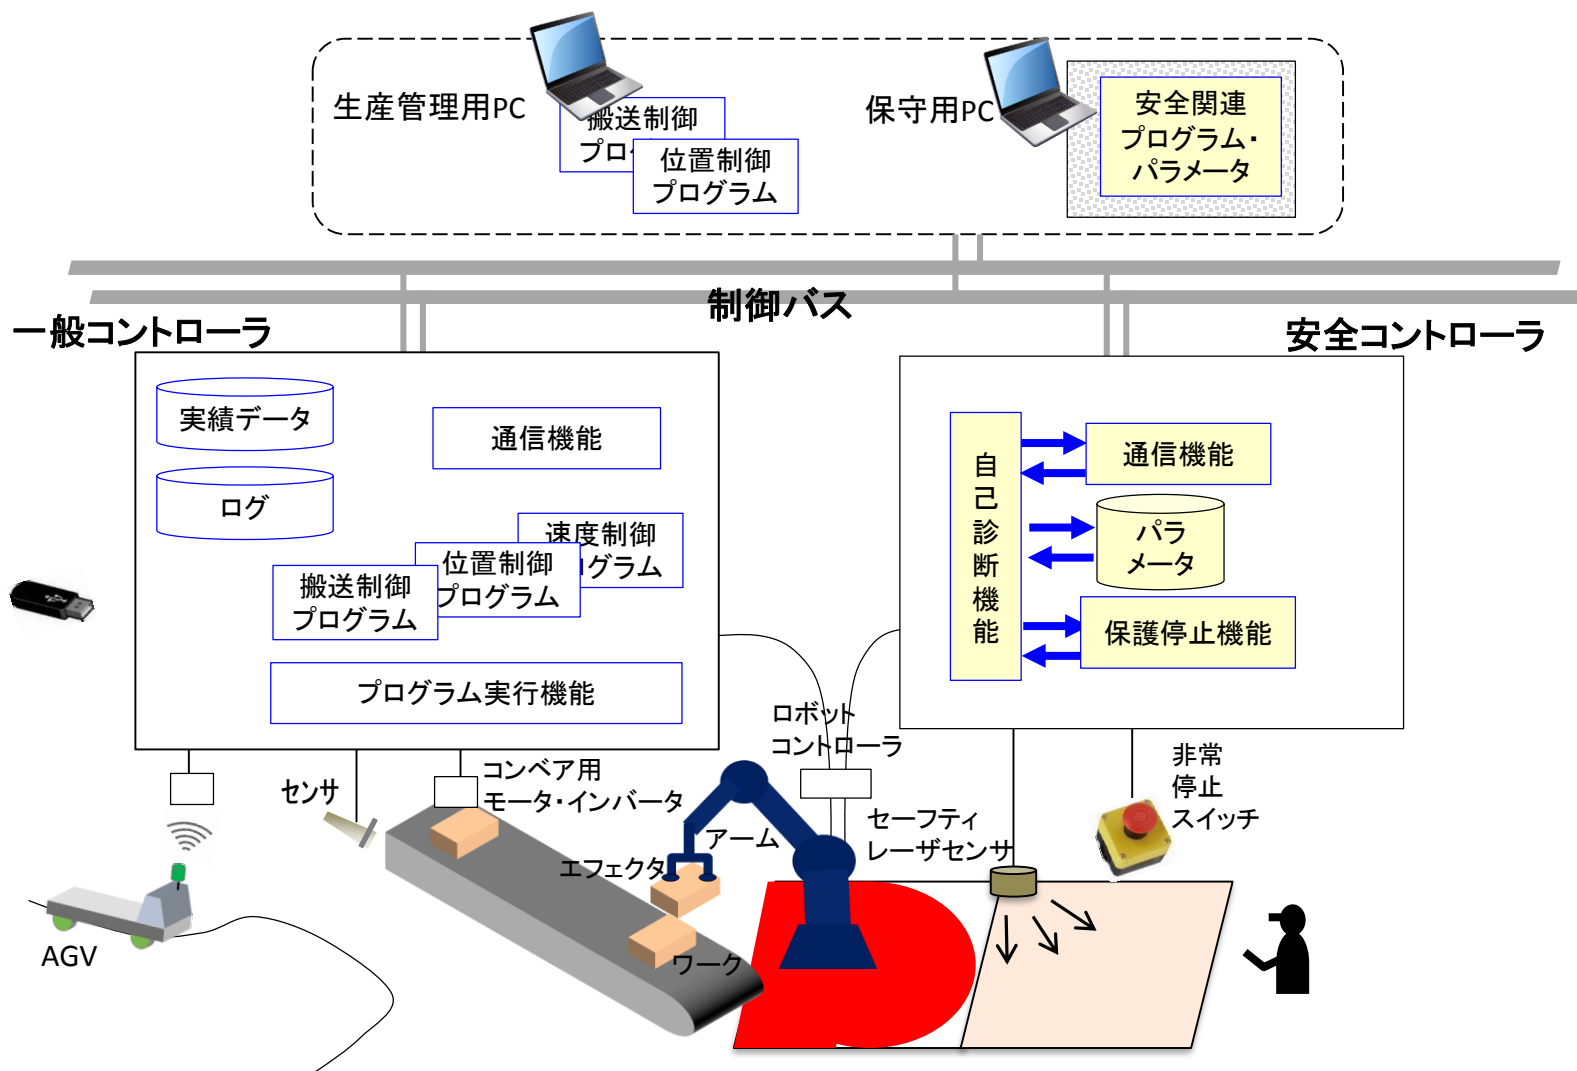 生産管理用PC
搬送制御
プログ
位置制御
プログラム
保守用PC
安全関連
プログラム・
パラメータ
制御バス
一般コントローラ
安全コントローラ
実績データ
ログ
通信機能
速度制御
ログラム
位置制御
プログラム
搬送制御
プログラム
プログラム実行機能
自己診断機能
通信機能
パラ
メータ
保護停止機能
ロボット
コントローラ
センサ
コンベア用
モータ・インバータ
アーム
エフェクタ
ワーク
セーフティ
レーザセンサ
非常
停止
スイッチ
AGV